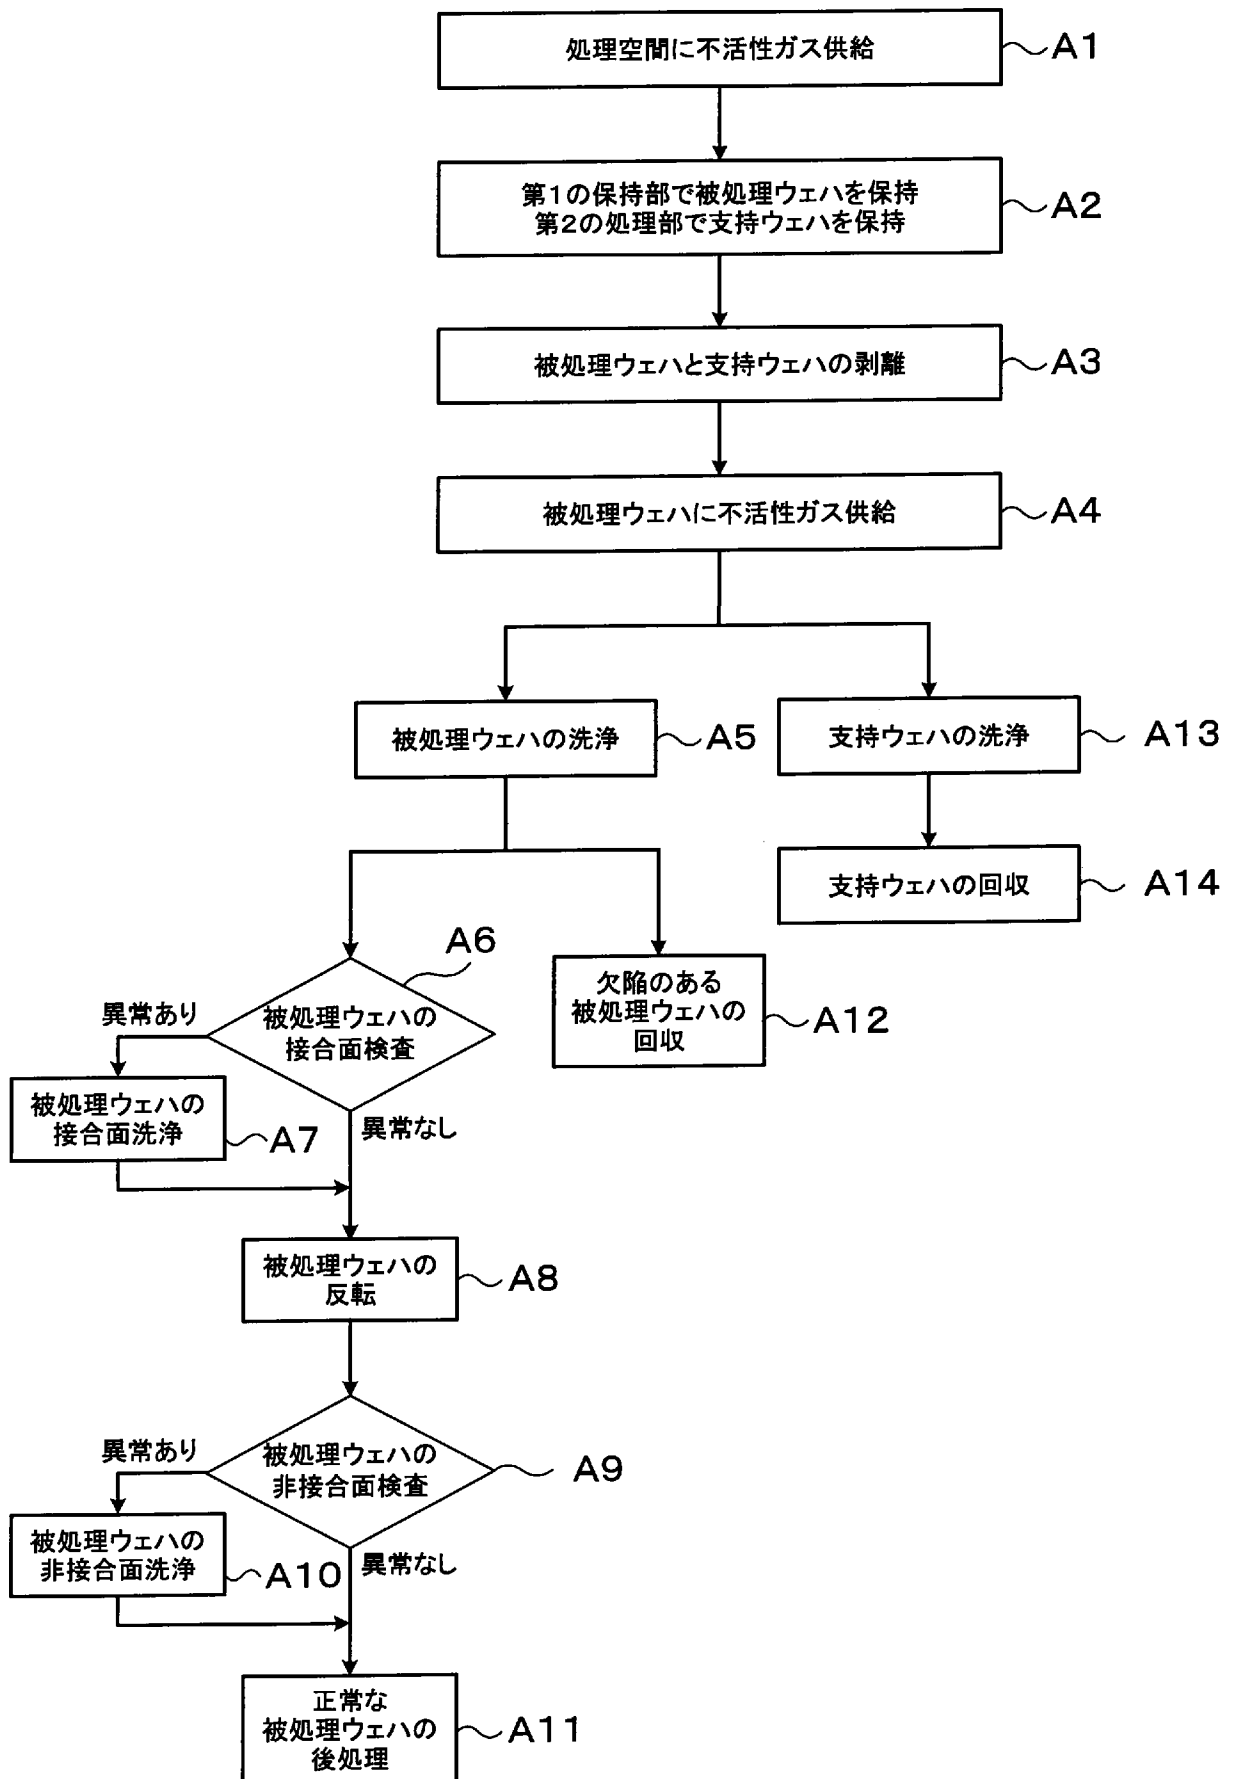 処理空間に不活性ガス供給
A1
第1の保持部で被処理ウェハを保持
第2の処理部で支持ウェハを保持
A2
被処理ウェハと支持ウェハの剥離
A3
被処理ウェハに不活性ガス供給
A4
被処理ウェハの洗浄
A5
支持ウェハの洗浄
A13
支持ウェハの回収
A14
A6
被処理ウェハの
接合面検査
異常あり
異常なし
欠陥のある
被処理ウェハの
回収
A12
被処理ウェハの
接合面洗浄
A7
被処理ウェハの
反転
A8
被処理ウェハの
非接合面検査
A9
異常あり
異常なし
被処理ウェハの
非接合面洗浄
A10
正常な
被処理ウェハの
後処理
A11